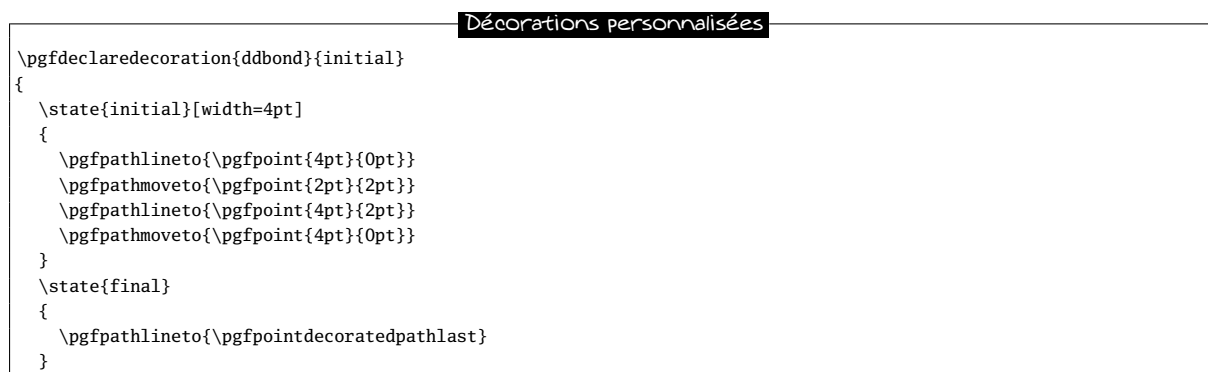 Décorations personnalisées
\pgfdeclaredecoration{ddbond}{initial}
{
  \state{initial}[width=4pt]
  {
    \pgfpathlineto{\pgfpoint{4pt}{0pt}}
    \pgfpathmoveto{\pgfpoint{2pt}{2pt}}
    \pgfpathlineto{\pgfpoint{4pt}{2pt}}
    \pgfpathmoveto{\pgfpoint{4pt}{0pt}}
  }
  \state{final}
  {
    \pgfpathlineto{\pgfpointdecoratedpathlast}
  }